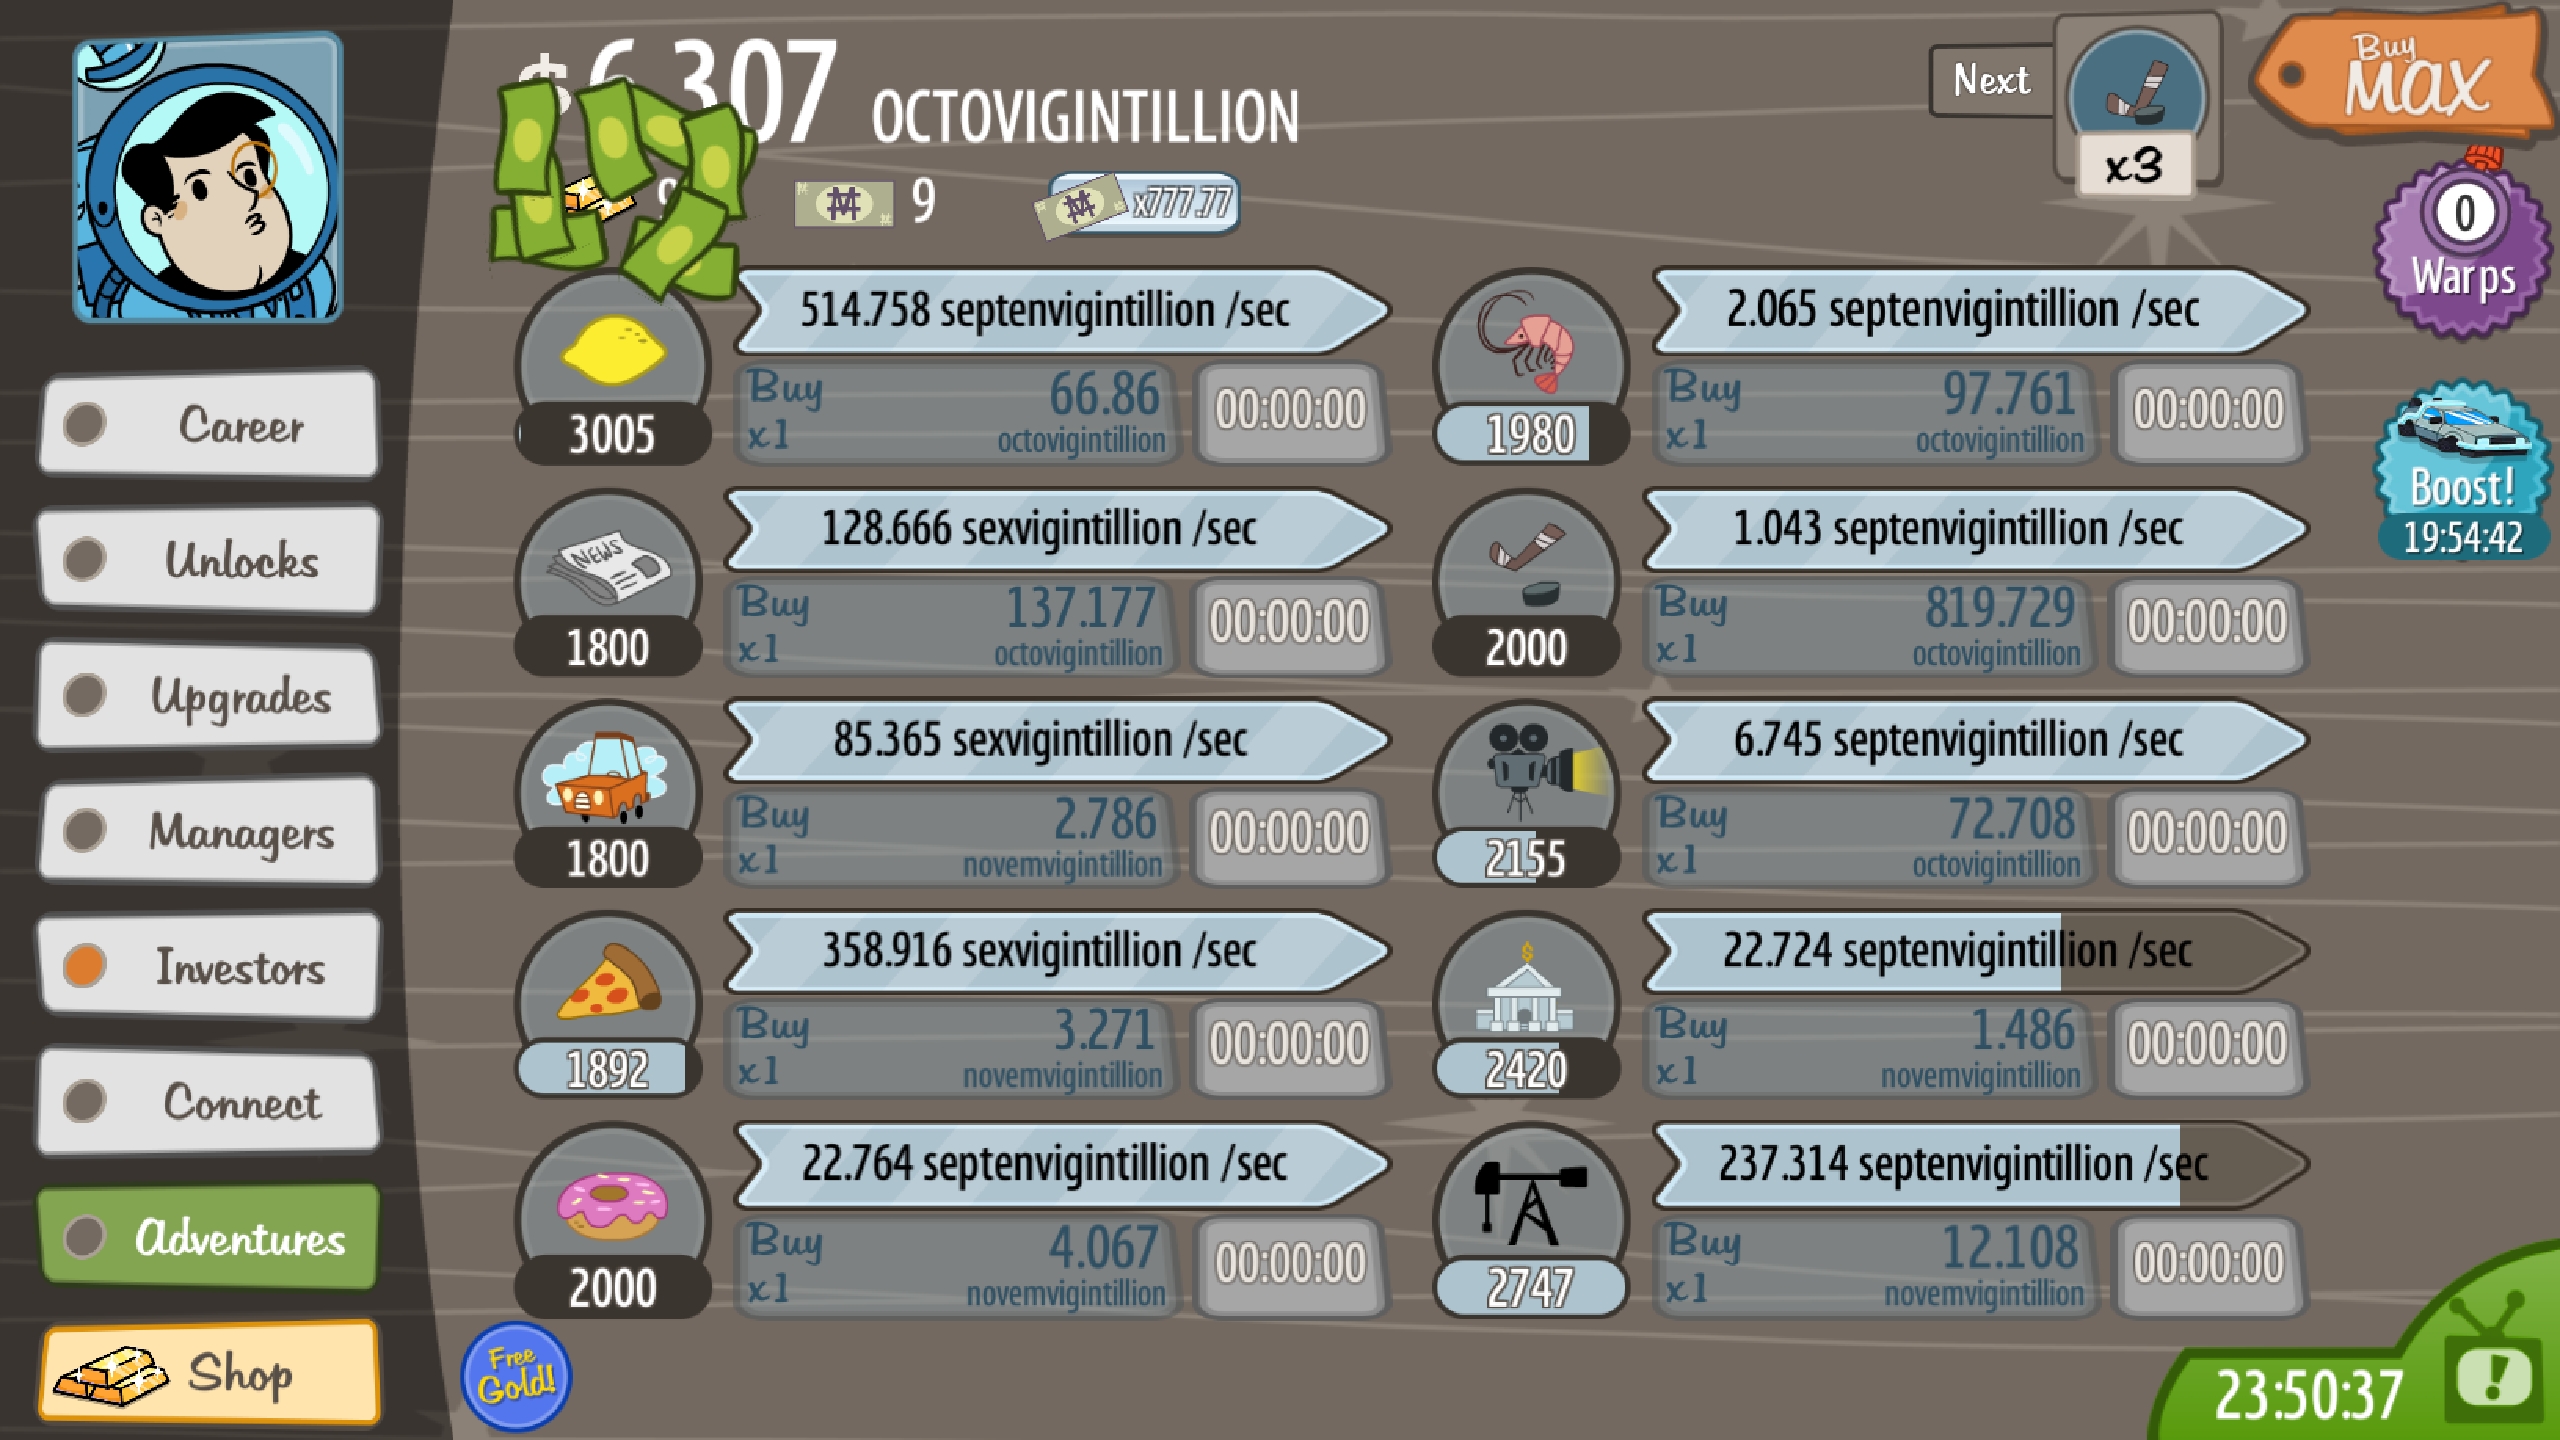 $6.307 OCTOVIGINTILLION
9
x777.77
Next
x3
Buy
MAX
0
Warps
Boost!
19:54:42
Career
Unlocks
Upgrades
Managers
Investors
Connect
Adventures
Shop
514.758 septenvigintillion /sec
Buy
x1
66.86
octovigintillion
00:00:00
3005
128.666 sexvigintillion /sec
NEWS
Buy
x1
137.177
octovigintillion
00:00:00
1800
85.365 sexvigintillion /sec
Buy
x1
2.786
novemvigintillion
00:00:00
1800
358.916 sexvigintillion /sec
Buy
x1
3.271
novemvigintillion
00:00:00
1892
22.764 septenvigintillion /sec
Buy
x1
4.067
novemvigintillion
00:00:00
2000
2.065 septenvigintillion /sec
Buy
x1
97.761
octovigintillion
00:00:00
1980
1.043 septenvigintillion /sec
Buy
x1
819.729
octovigintillion
00:00:00
2000
6.745 septenvigintillion /sec
Buy
x1
72.708
octovigintillion
00:00:00
2155
22.724 septenvigintillion /sec
$
Buy
x1
1.486
novemvigintillion
00:00:00
2420
237.314 septenvigintillion /sec
Buy
x1
12.108
novemvigintillion
00:00:00
2747
Free
Gold!
23:50:37
!